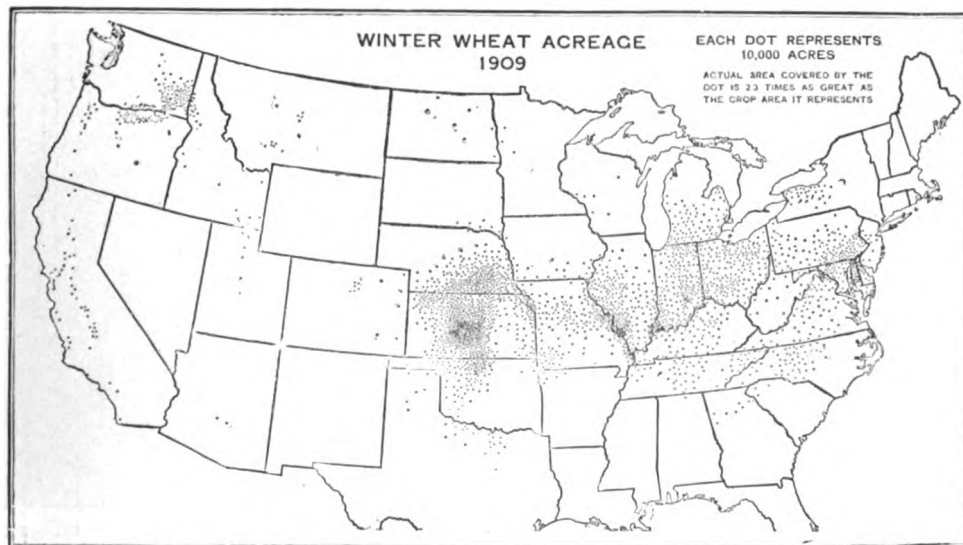 WINTER WHEAT ACREAGE
1909
EACH DOT REPRESENTS
10,000 ACRES
ACTUAL AREA COVERED BY THE
DOT IS 23 TIMES AS GREAT AS
THE CROP AREA IT REPRESENTS